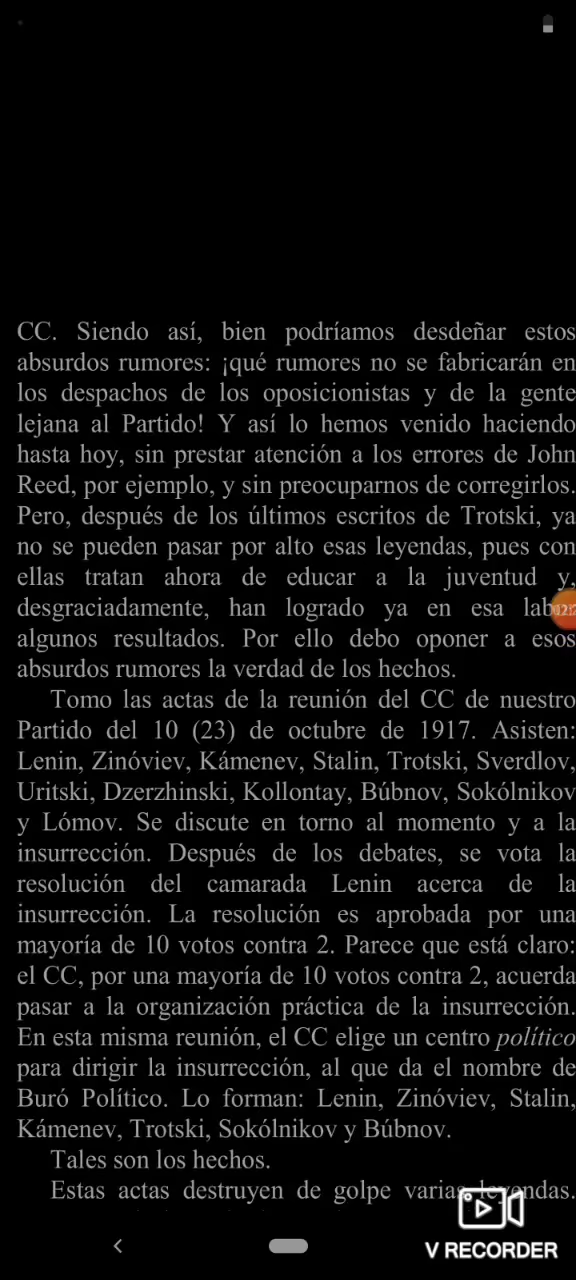 CC. Siendo así, bien podríamos desdeñar estos
absurdos rumores: ¡qué rumores no se fabricarán en
los despachos de los oposicionistas y de la gente
lejana al Partido! Y así lo hemos venido haciendo
hasta hoy, sin prestar atención a los errores de John
Reed, por ejemplo, y sin preocuparnos de corregirlos.
Pero, después de los últimos escritos de Trotski, ya
no se pueden pasar por alto esas leyendas, pues con
ellas tratan ahora de educar a la juventud y,
desgraciadamente, han logrado ya en esa labor
algunos resultados. Por ello debo oponer a esos
absurdos rumores la verdad de los hechos.
Tomo las actas de la reunión del CC de nuestro
Partido del 10 (23) de octubre de 1917. Asisten:
Lenin, Zinóviev, Kámenev, Stalin, Trotski, Sverdlov,
Uritski, Dzerzhinski, Kollontay, Búbnov, Sokólnikov
y Lómov. Se discute en torno al momento y a la
insurrección. Después de los debates, se vota la
resolución del camarada Lenin acerca de la
insurrección. La resolución es aprobada por una
mayoría de 10 votos contra 2. Parece que está claro:
el CC, por una mayoría de 10 votos contra 2, acuerda
pasar a la organización práctica de la insurrección.
En esta misma reunión, el CC elige un centro político
para dirigir la insurrección, al que da el nombre de
Buró Político. Lo forman: Lenin, Zinóviev, Stalin,
Kámenev, Trotski, Sokólnikov y Búbnov.
Tales son los hechos.
Estas actas destruyen de golpe varias leyendas.
V RECORDER